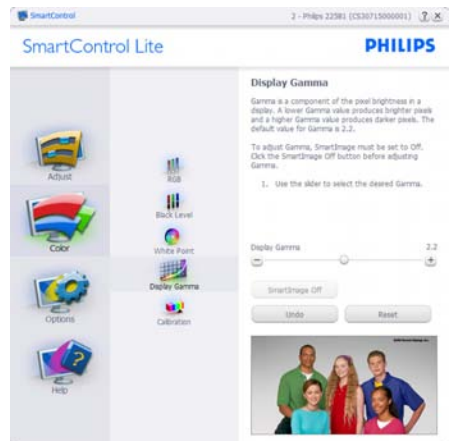 SmartControl
2 - Philips 225B1 (CS30715000001)
? X
SmartControl Lite
PHILIPS
Adjust
Color
Options
Help
RGB
Black Level
White Point
Display Gamma
Calibration
Display Gamma
Gamma is a component of the pixel brightness in a
display. A lower Gamma value produces brighter pixels
and a higher Gamma value produces darker pixels. The
default value for Gamma is 2.2.
To adjust Gamma, SmartImage must be set to Off.
Click the SmartImage Off button before adjusting
Gamma.
1. Use the slider to select the desired Gamma.
Display Gamma 2.2
SmartImage Off
Undo
Reset